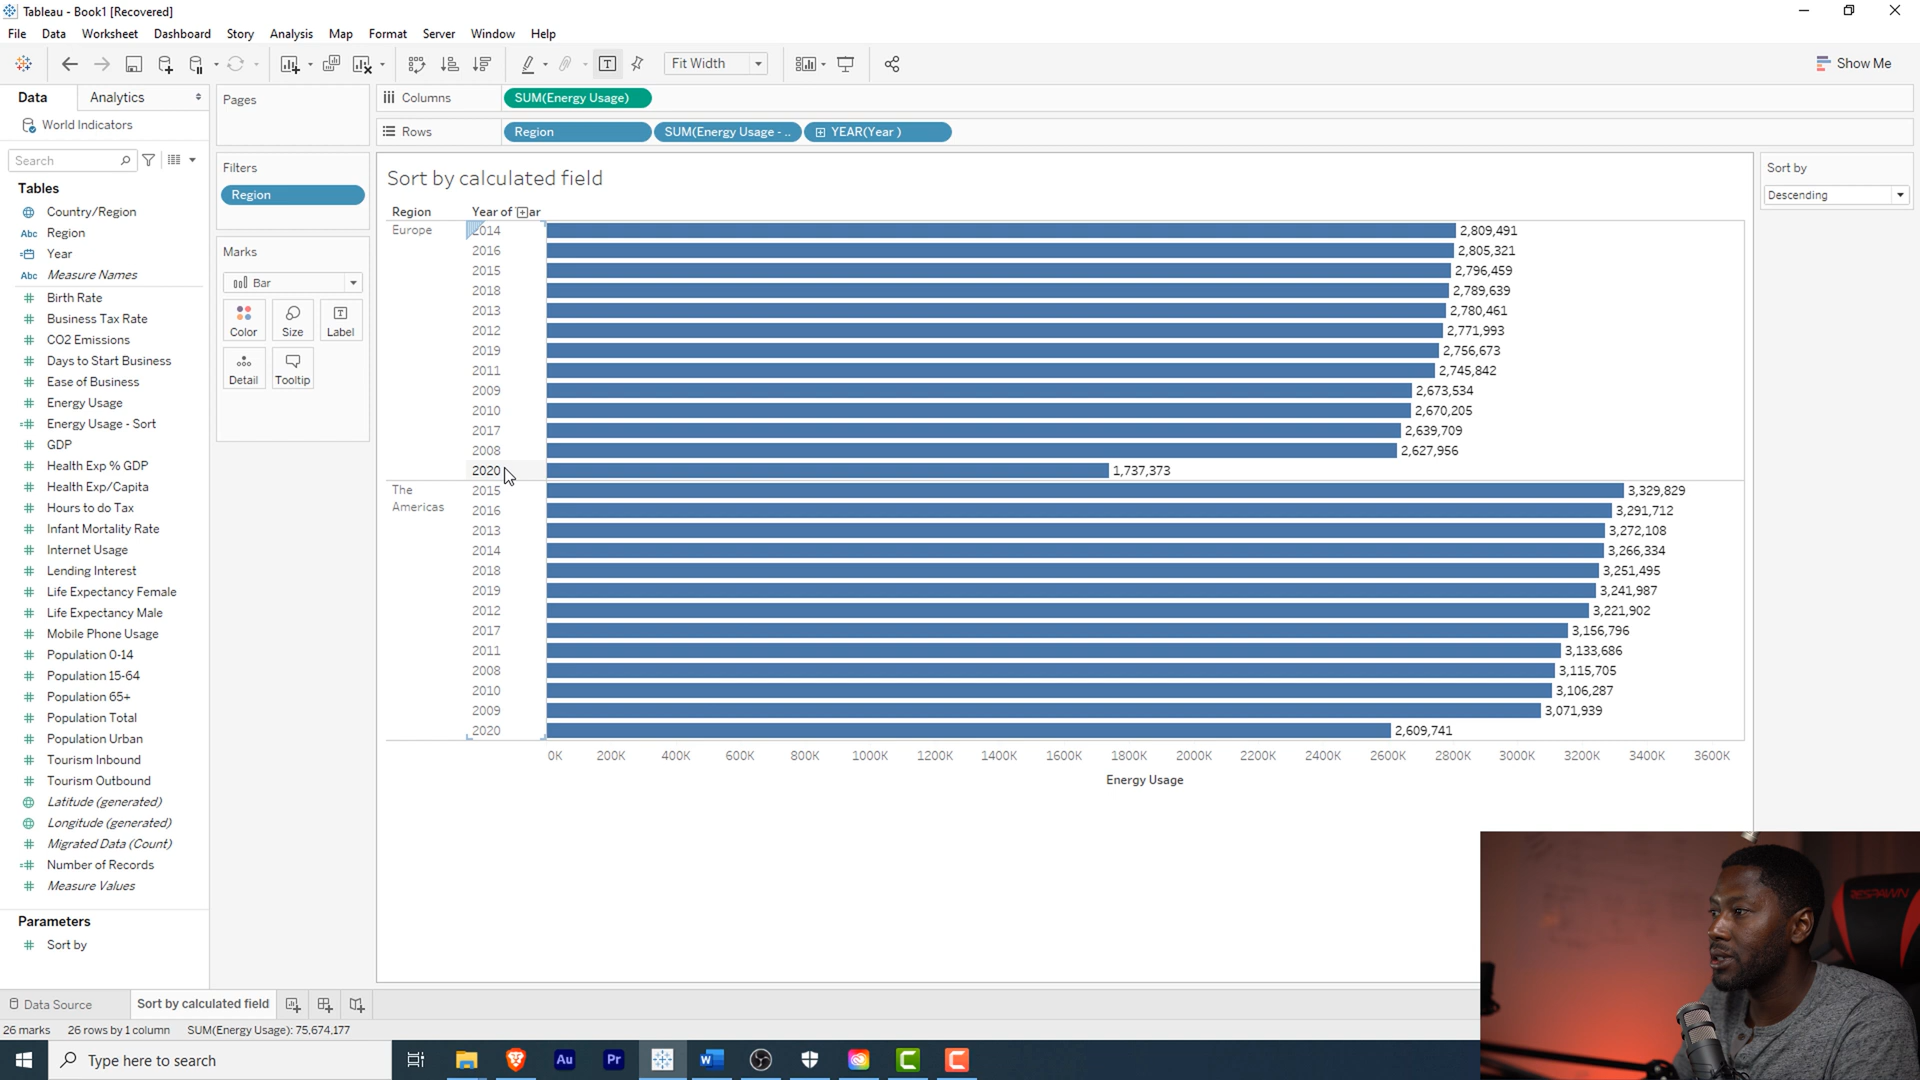 Tableau - Book1 [Recovered]
File Data Worksheet Dashboard Story Analysis Map Format Server Window Help
Fit Width
Show Me
Data Analytics
World Indicators
Search
Tables
Country/Region
Abc Region
Year
Abc Measure Names
Birth Rate
Business Tax Rate
CO2 Emissions
Days to Start Business
Ease of Business
Energy Usage
Energy Usage - Sort
GDP
Health Exp % GDP
Health Exp/Capita
Hours to do Tax
Infant Mortality Rate
Internet Usage
Lending Interest
Life Expectancy Female
Life Expectancy Male
Mobile Phone Usage
Population 0-14
Population 15-64
Population 65+
Population Total
Population Urban
Tourism Inbound
Tourism Outbound
Latitude (generated)
Longitude (generated)
Migrated Data (Count)
Number of Records
Measure Values
Parameters
Sort by
Pages
Filters
Region
Marks
Bar
Color Size Label
Detail Tooltip
Columns SUM(Energy Usage)
Rows Region SUM(Energy Usage - .. YEAR(Year )
Sort by calculated field
Region Year of ar
Europe 2014 2,809,491
2016 2,805,321
2015 2,796,459
2018 2,789,639
2013 2,780,461
2012 2,771,993
2019 2,756,673
2011 2,745,842
2009 2,673,534
2010 2,670,205
2017 2,639,709
2008 2,627,956
2020 1,737,373
The Americas 2015 3,329,829
2016 3,291,712
2013 3,272,108
2014 3,266,334
2018 3,251,495
2019 3,241,987
2012 3,221,902
2017 3,156,796
2011 3,133,686
2008 3,115,705
2010 3,106,287
2009 3,071,939
2020 2,609,741
0K 200K 400K 600K 800K 1000K 1200K 1400K 1600K 1800K 2000K 2200K 2400K 2600K 2800K 3000K 3200K 3400K 3600K
Energy Usage
Sort by
Descending
RESPAWN
Data Source Sort by calculated field
26 marks 26 rows by 1 column SUM(Energy Usage): 75,674,177
Type here to search
Au Pr W C C